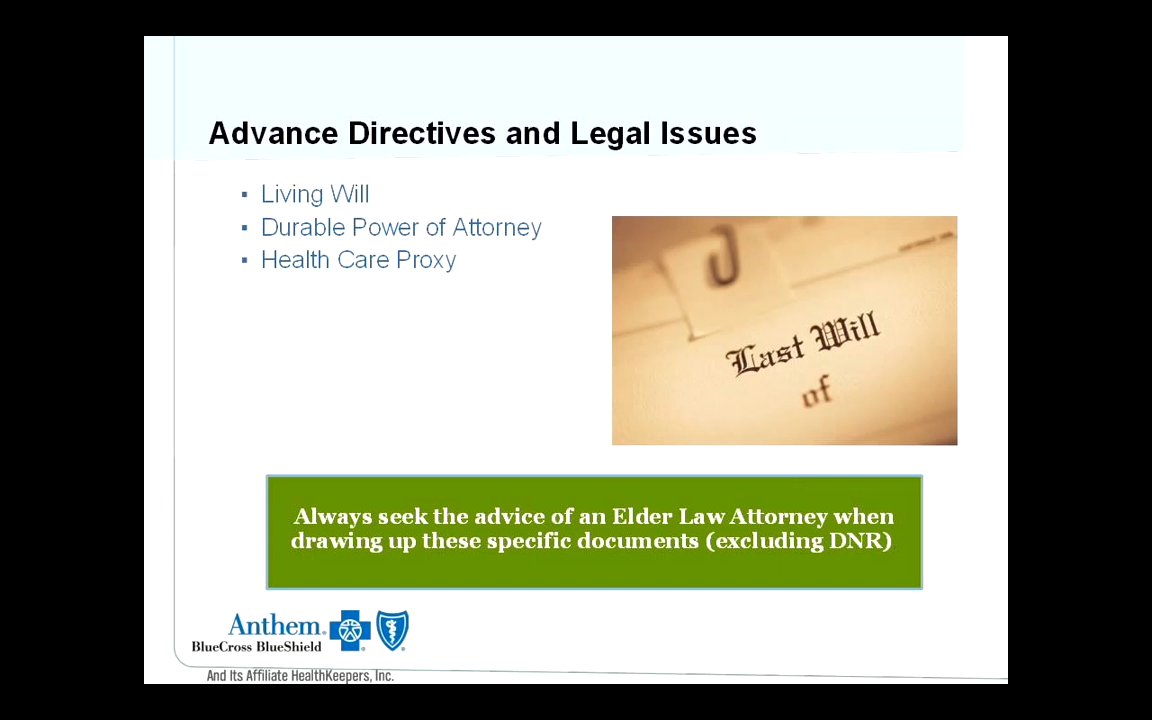 Advance Directives and Legal Issues
▪ Living Will
▪ Durable Power of Attorney
▪ Health Care Proxy
J
Last Will
of
Always seek the advice of an Elder Law Attorney when
drawing up these specific documents (excluding DNR)
Anthem.
BlueCross BlueShield
And Its Affiliate HealthKeepers, Inc.